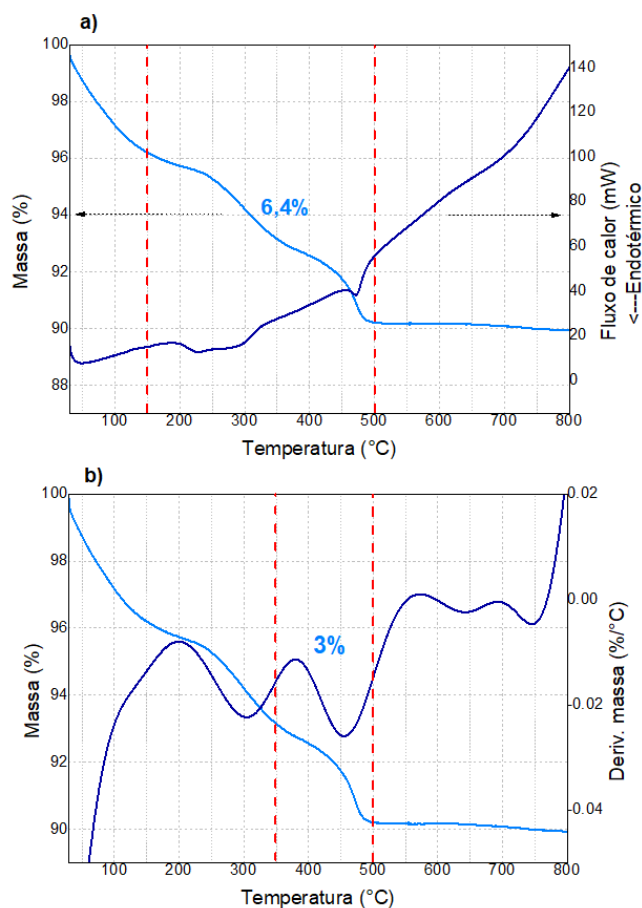 a)
100
98
96
94
92
90
88
Massa (%)
6,4%
140
120
100
80
60
40
20
0
Fluxo de calor (mW)
<---Endotérmico
100 200 300 400 500 600 700 800
Temperatura (°C)
b)
100
98
96
94
92
90
Massa (%)
3%
0.02
0.00
-0.02
-0.04
Deriv. massa (%/°C)
100 200 300 400 500 600 700 800
Temperatura (°C)